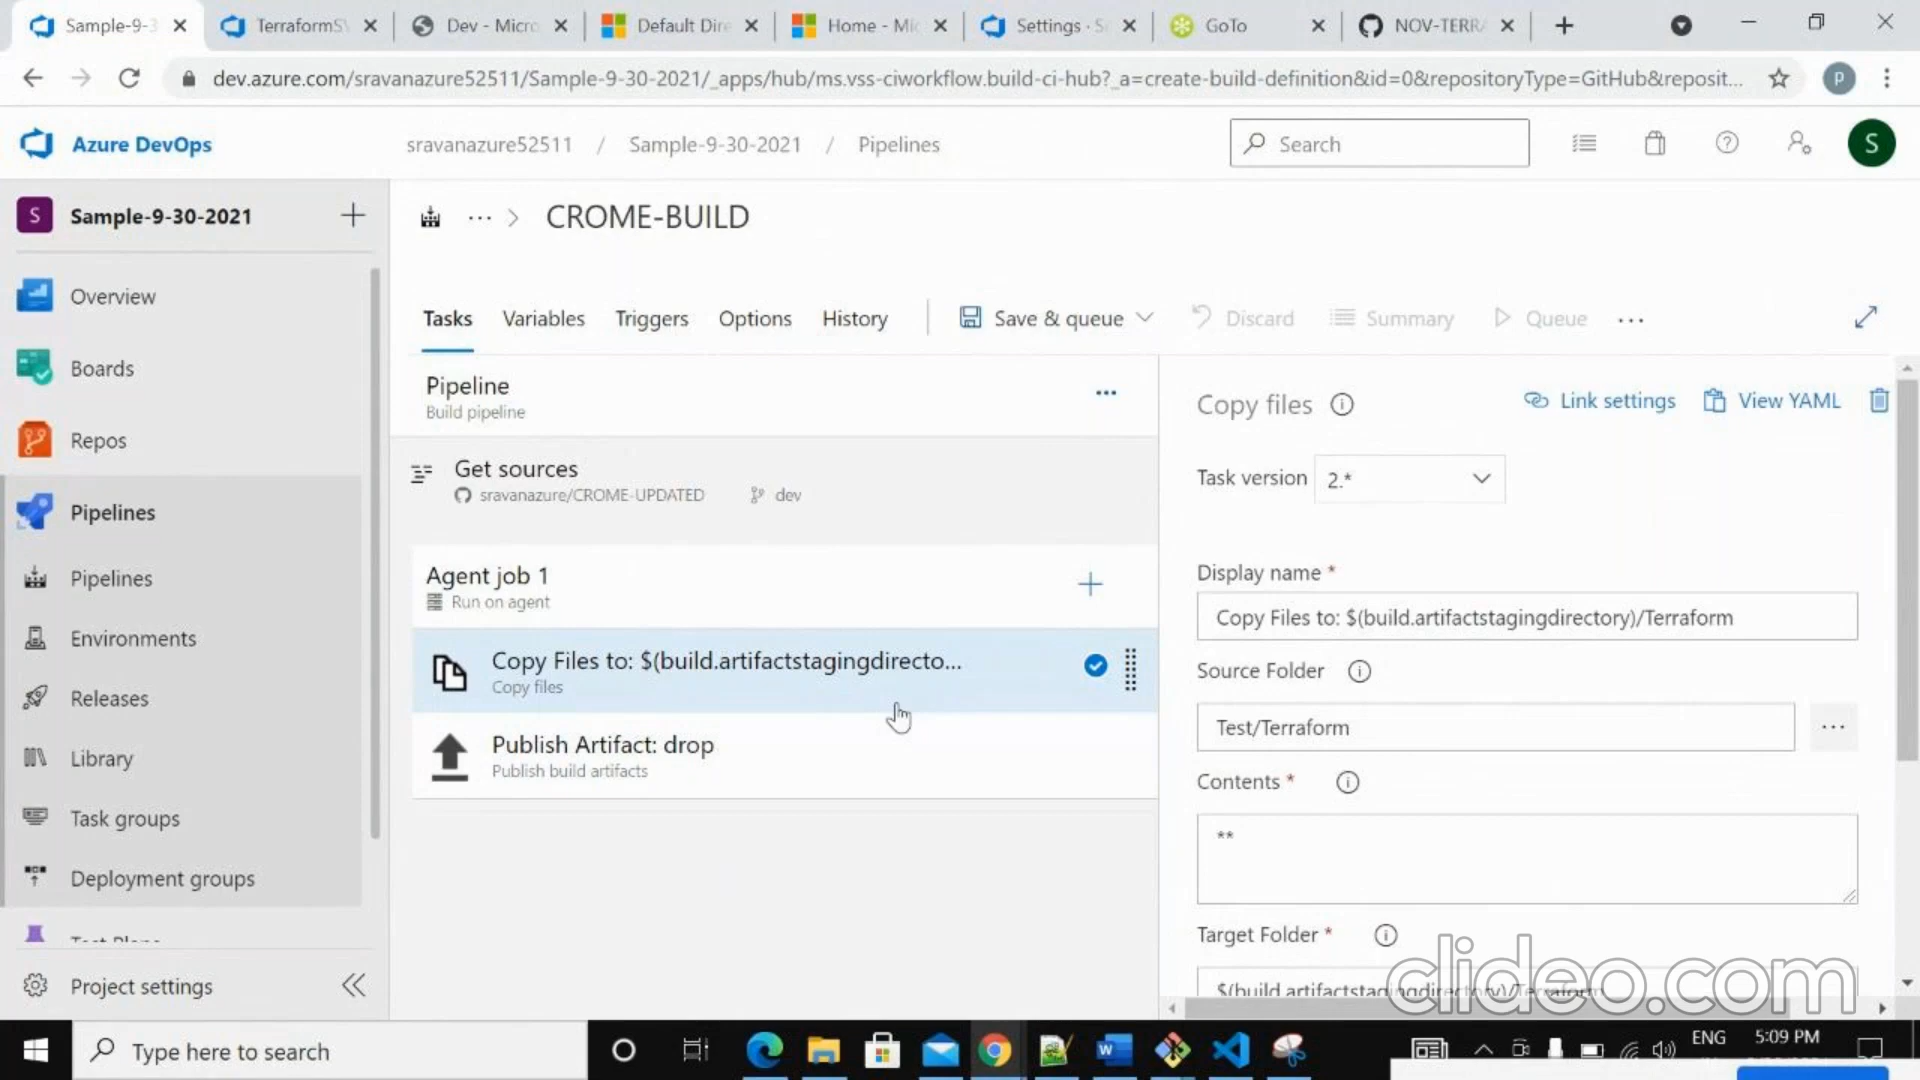 Sample-9-3
TerraformS
Dev - Micro
Default Dire
Home - Mic
Settings · S
GoTo
NOV-TERRA
dev.azure.com/sravanazure52511/Sample-9-30-2021/_apps/hub/ms.vss-ciworkflow.build-ci-hub?_a=create-build-definition&id=0&repositoryType=GitHub&reposit...
P
Azure DevOps
sravanazure52511 / Sample-9-30-2021 / Pipelines
Search
S
S
Sample-9-30-2021
CROME-BUILD
Overview
Boards
Repos
Pipelines
Pipelines
Environments
Releases
Library
Task groups
Deployment groups
Project settings
Tasks
Variables
Triggers
Options
History
Save & queue
Discard
Summary
Queue
Pipeline
Build pipeline
Get sources
sravanazure/CROME-UPDATED
dev
Agent job 1
Run on agent
Copy Files to: $(build.artifactstagingdirecto...
Copy files
Publish Artifact: drop
Publish build artifacts
Copy files
Link settings
View YAML
Task version
2.*
Display name *
Copy Files to: $(build.artifactstagingdirectory)/Terraform
Source Folder
Test/Terraform
Contents *
**
Target Folder *
$(build.artifactstagingdirectory)/Terraform
clideo.com
Type here to search
ENG
5:09 PM